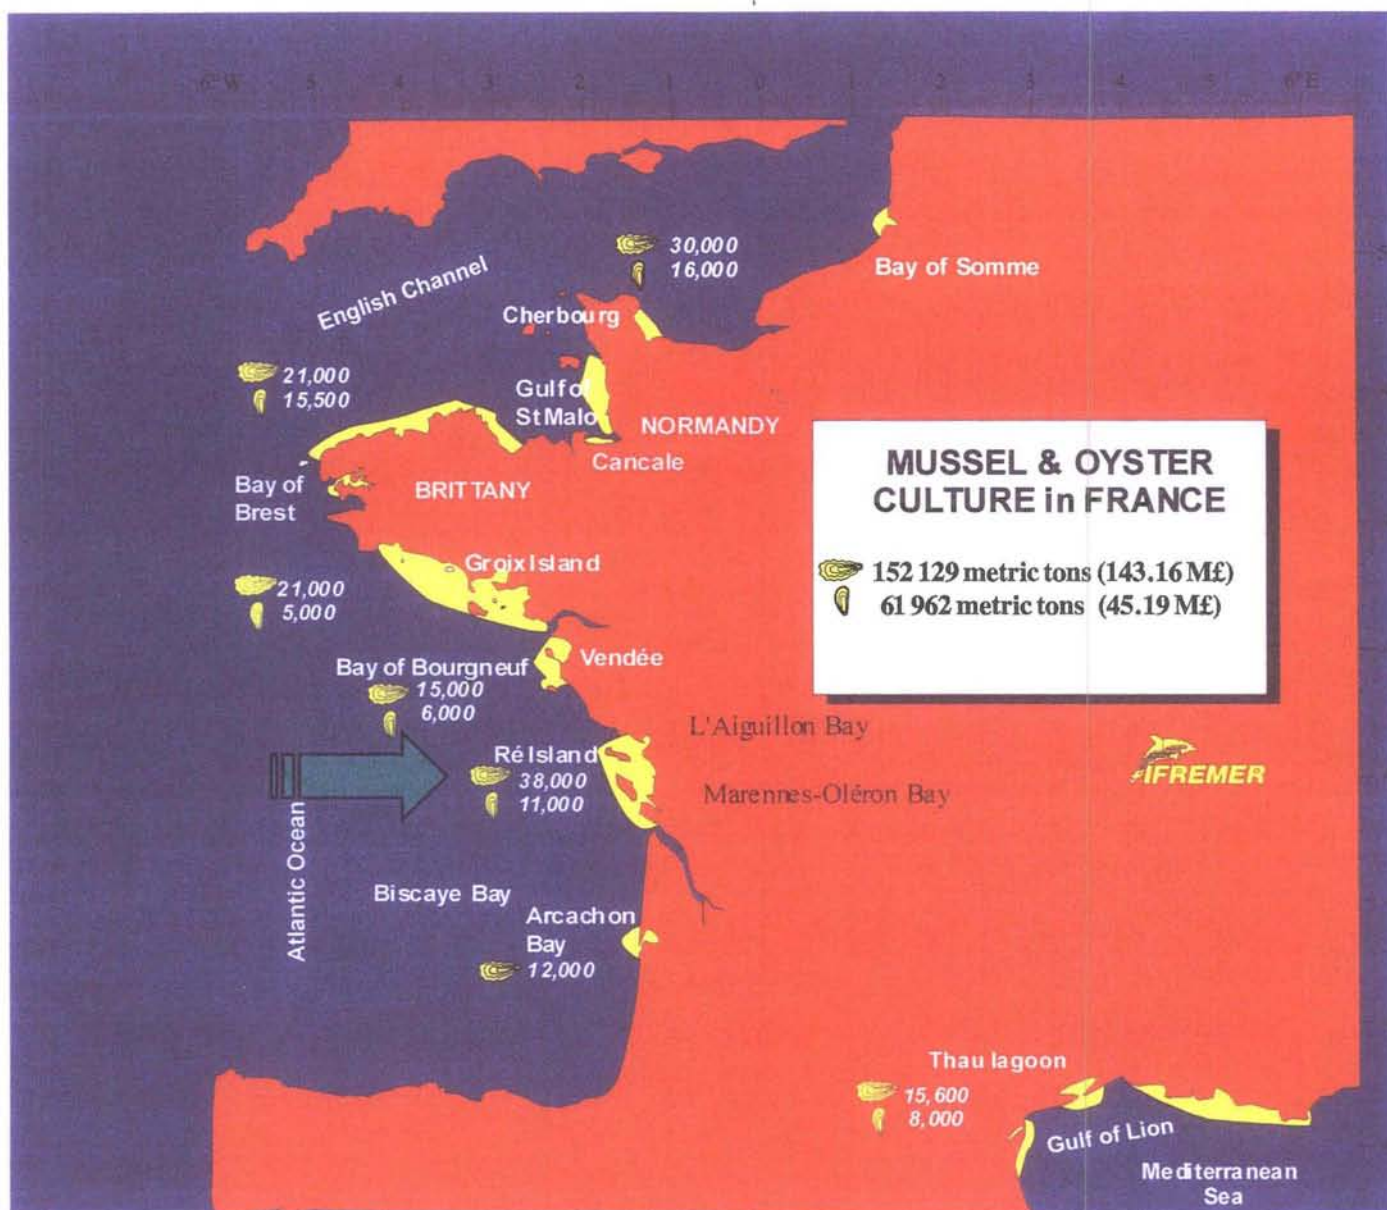 6° W 5 4 3 2 1 0 1 2 3 4 5 6° E
30,000
16,000
Bay of Somme
English Channel
Cherbourg
21,000
15,500
Gulf of
St Malo
NORMANDY
Cancale
MUSSEL & OYSTER
CULTURE in FRANCE
152 129 metric tons (143.16 M£)
61 962 metric tons (45.19 M£)
Bay of
Brest
BRITTANY
Groix Island
21,000
5,000
Bay of Bourgneuf
Vendée
15,000
6,000
L'Aiguillon Bay
Ré Island
38,000
11,000
Marennes-Oléron Bay
IFREMER
Atlantic Ocean
Biscaye Bay
Arcachon
Bay
12,000
Thau lagoon
15,600
8,000
Gulf of Lion
Mediterranean
Sea